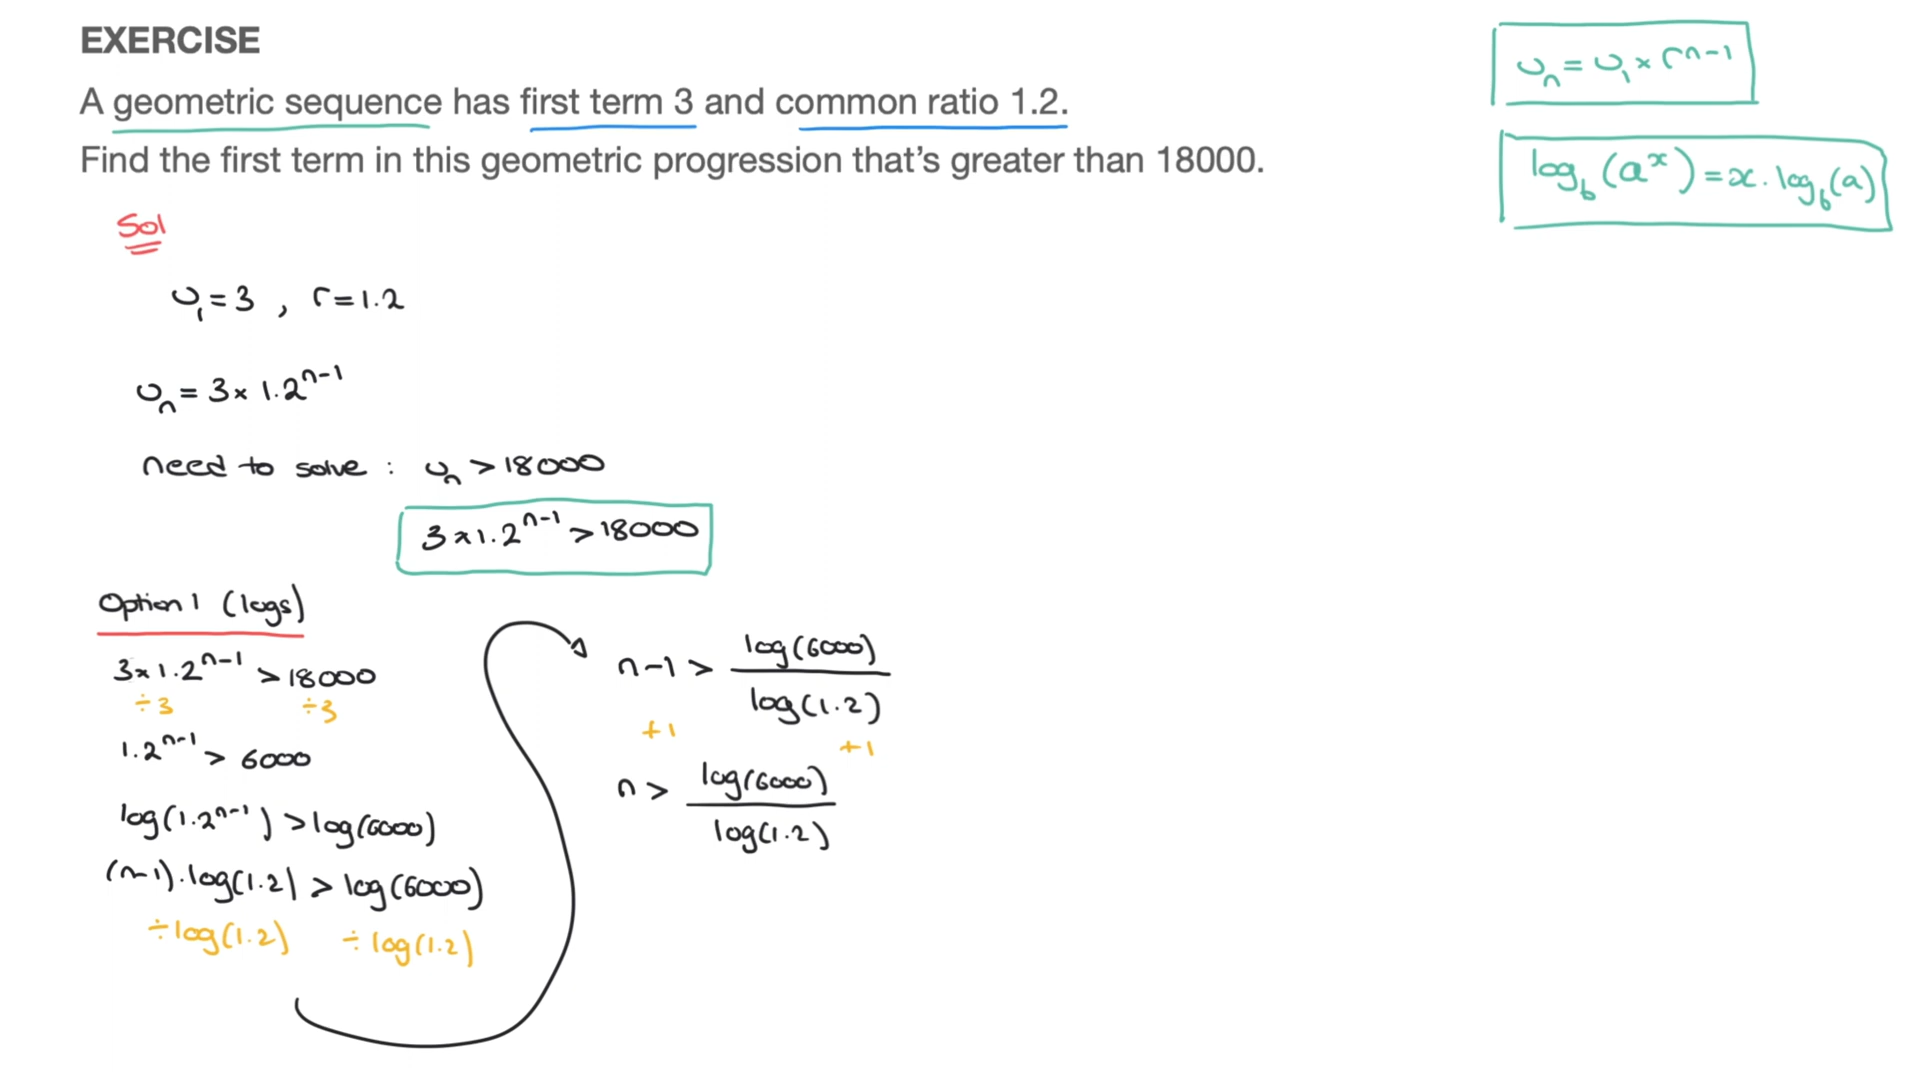 EXERCISE
A geometric sequence has first term 3 and common ratio 1.2.
Find the first term in this geometric progression that's greater than 18000.
uₙ = u₁ × rⁿ⁻¹
log_b (aˣ) = x . log_b (a)
Sol
u₁ = 3 , r = 1.2
uₙ = 3 × 1.2ⁿ⁻¹
need to solve : uₙ > 18000
3 × 1.2ⁿ⁻¹ > 18000
Option 1 (logs)
3 × 1.2ⁿ⁻¹ > 18000
÷3 ÷3
1.2ⁿ⁻¹ > 6000
log(1.2ⁿ⁻¹) > log(6000)
(n-1).log(1.2) > log(6000)
÷log(1.2) ÷log(1.2)
n-1 > log(6000) / log(1.2)
+1 +1
n > log(6000) / log(1.2)